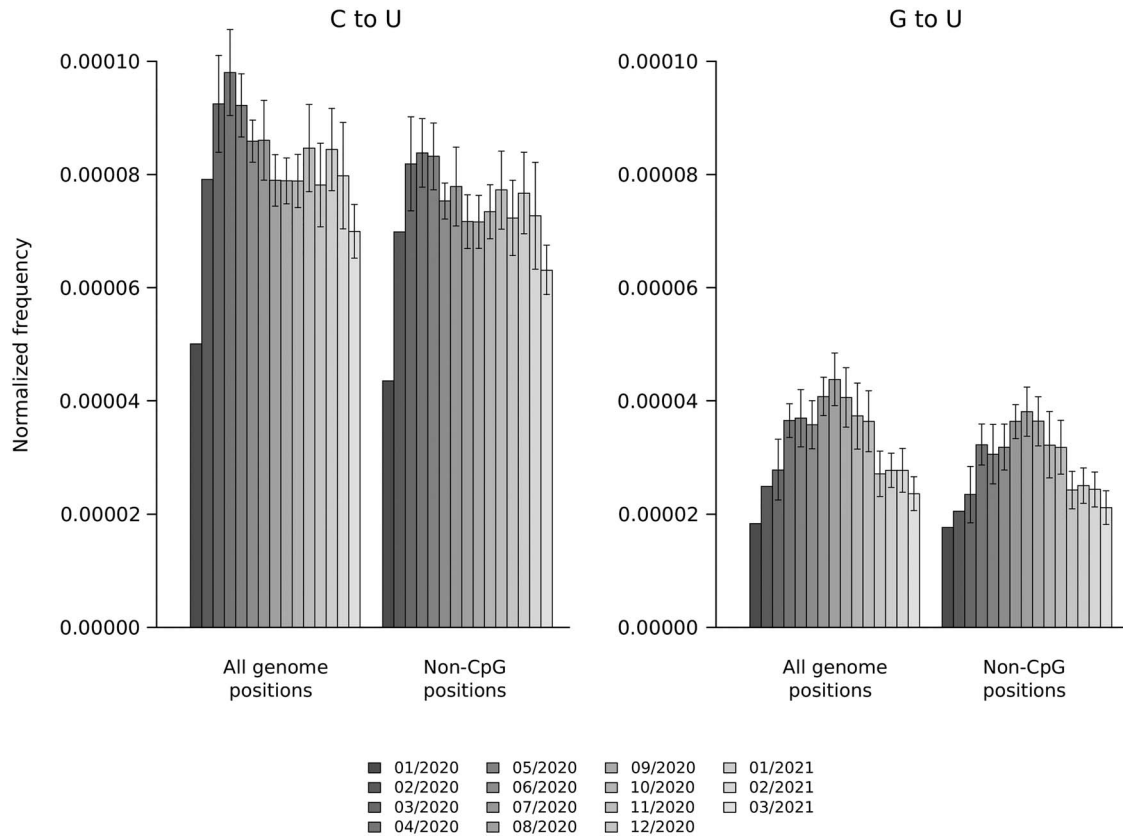 C to U
G to U
Normalized frequency
0.00010
0.00008
0.00006
0.00004
0.00002
0.00000
All genome
positions
Non-CpG
positions
0.00010
0.00008
0.00006
0.00004
0.00002
0.00000
All genome
positions
Non-CpG
positions
01/2020
02/2020
03/2020
04/2020
05/2020
06/2020
07/2020
08/2020
09/2020
10/2020
11/2020
12/2020
01/2021
02/2021
03/2021